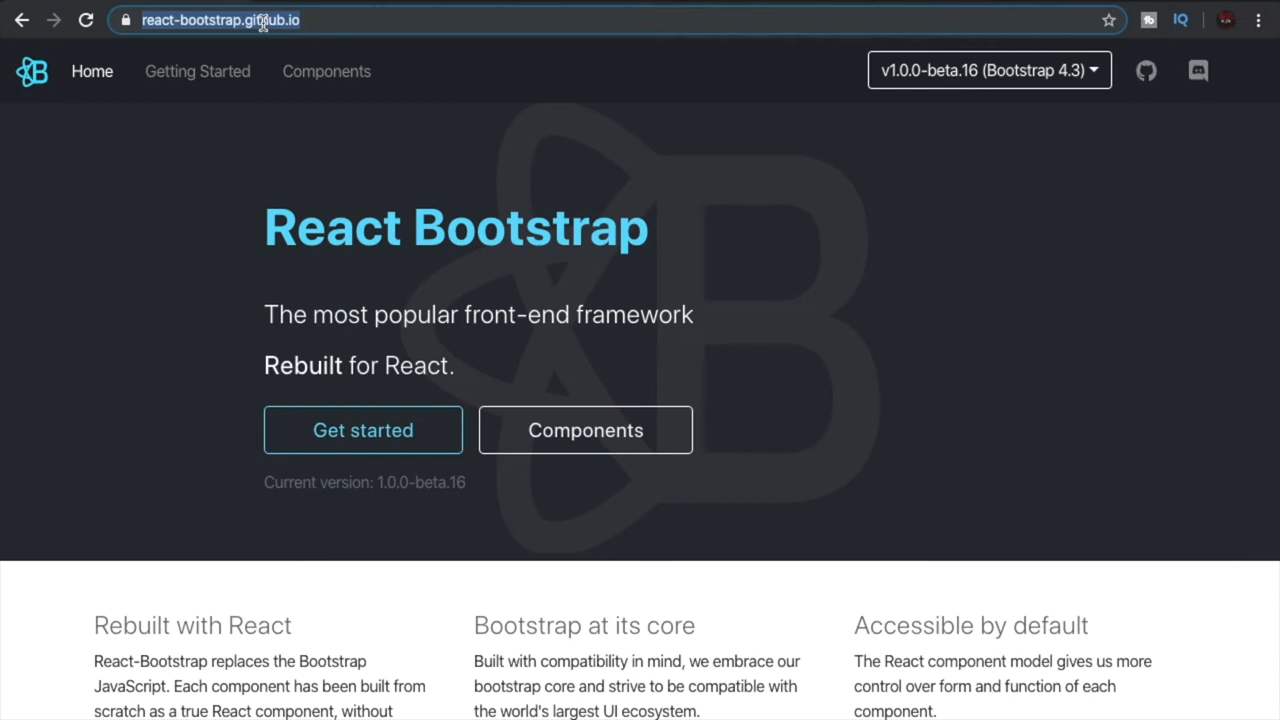 react-bootstrap.github.io
IQ
Home
Getting Started
Components
v1.0.0-beta.16 (Bootstrap 4.3)
React Bootstrap
The most popular front-end framework
Rebuilt for React.
Get started
Components
Current version: 1.0.0-beta.16
Rebuilt with React
React-Bootstrap replaces the Bootstrap
JavaScript. Each component has been built from
scratch as a true React component, without
Bootstrap at its core
Built with compatibility in mind, we embrace our
bootstrap core and strive to be compatible with
the world's largest UI ecosystem.
Accessible by default
The React component model gives us more
control over form and function of each
component.